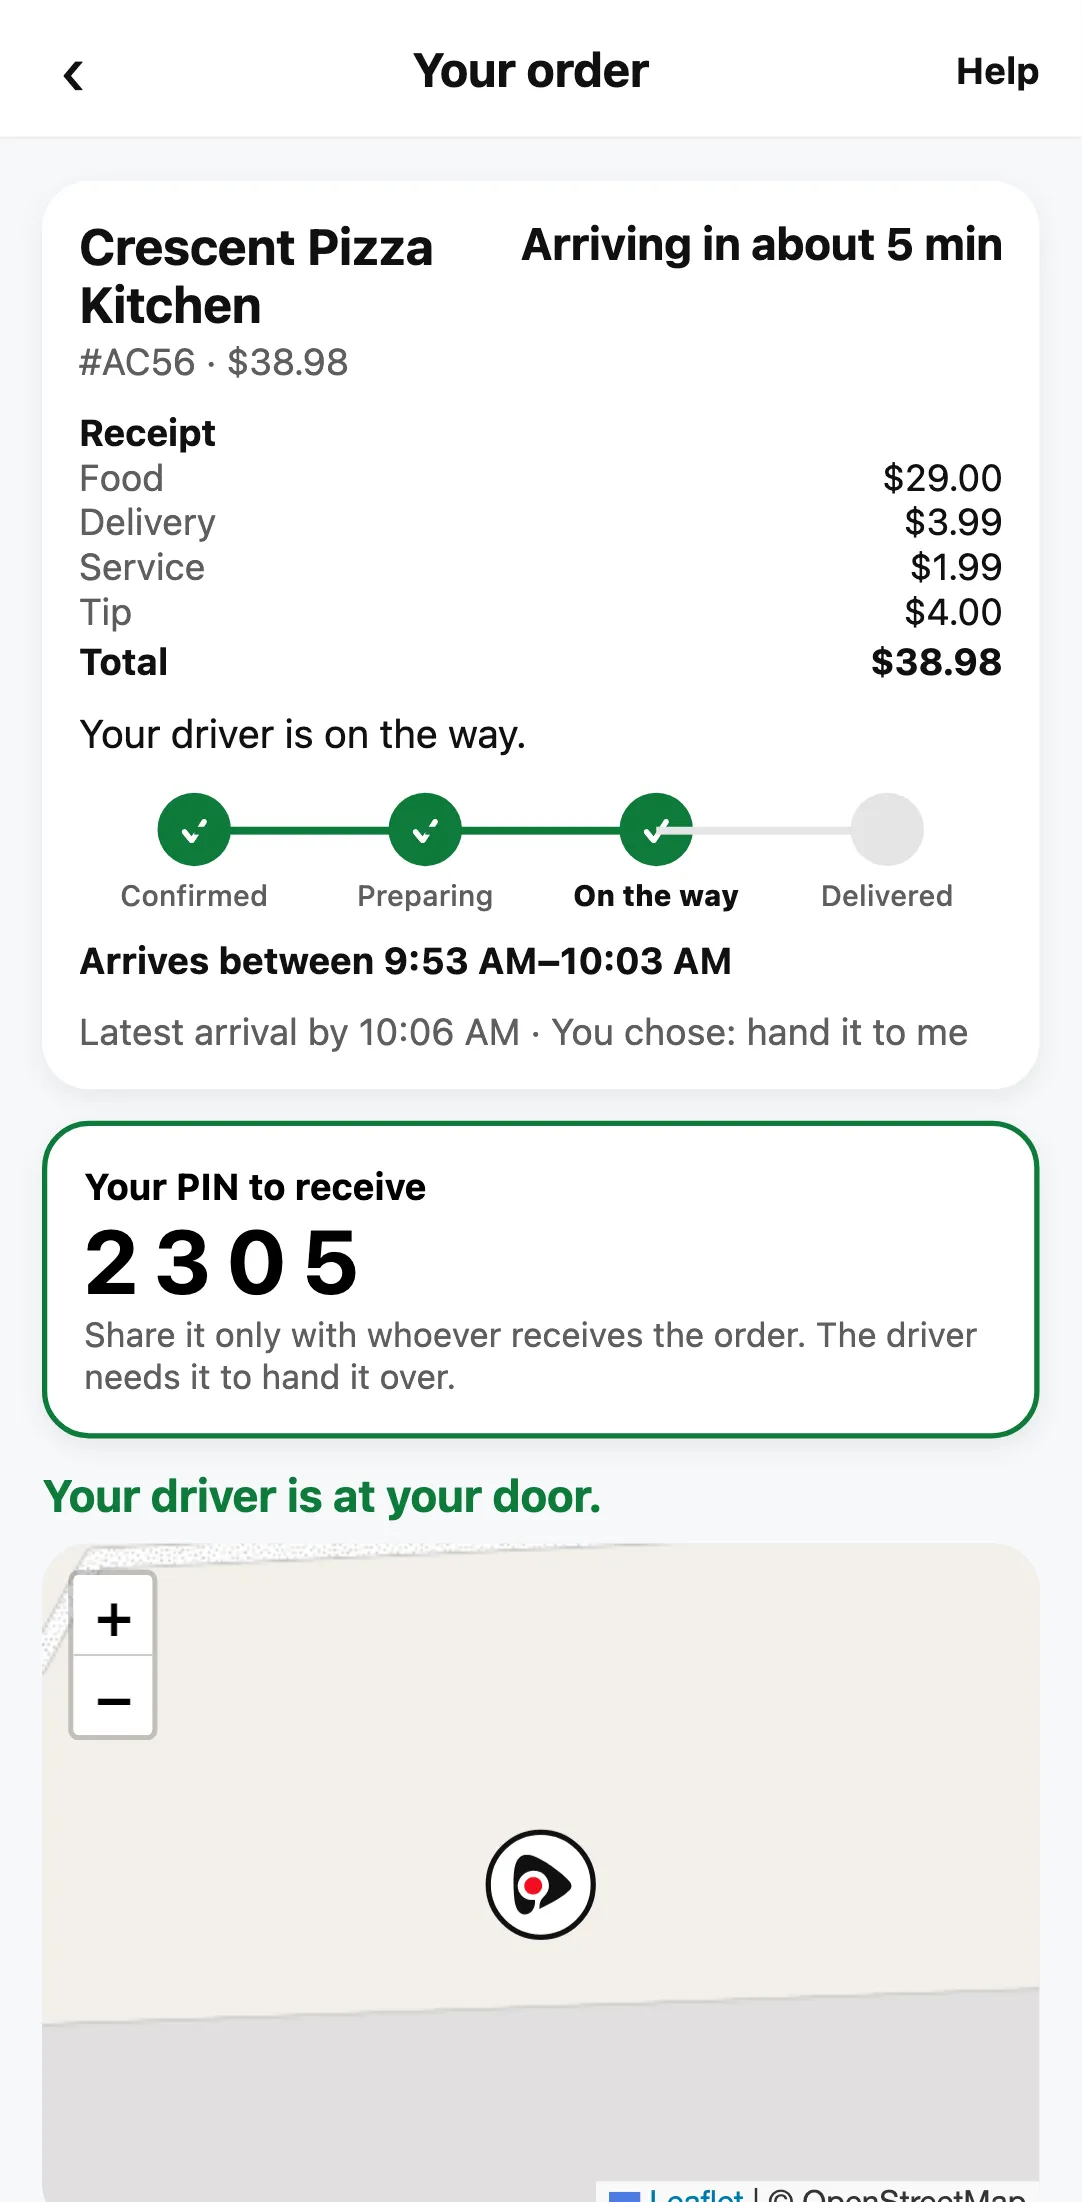 Your order
Help
Crescent Pizza Kitchen
Arriving in about 5 min
#AC56 · $38.98
Receipt
Food $29.00
Delivery $3.99
Service $1.99
Tip $4.00
Total $38.98
Your driver is on the way.
Confirmed Preparing On the way Delivered
Arrives between 9:53 AM–10:03 AM
Latest arrival by 10:06 AM · You chose: hand it to me
Your PIN to receive
2305
Share it only with whoever receives the order. The driver
needs it to hand it over.
Your driver is at your door.
+
−
Leaflet | © OpenStreetMap